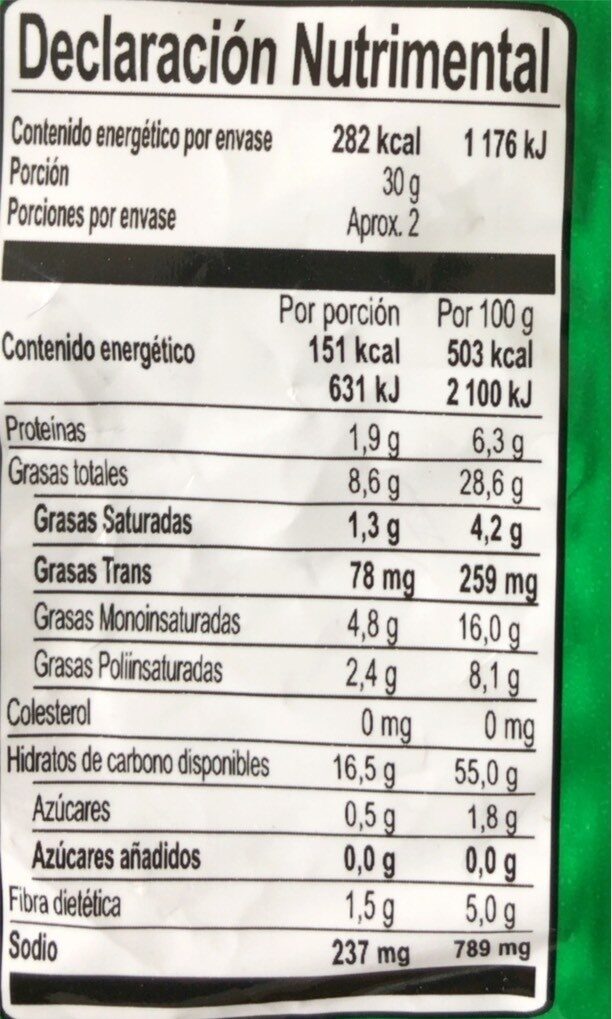 Declaración Nutrimental
Contenido energético por envase 282 kcal 1 176 kJ
Porción 30 g
Porciones por envase Aprox. 2
Por porción Por 100 g
Contenido energético 151 kcal 503 kcal
631 kJ 2 100 kJ
Proteínas 1,9 g 6,3 g
Grasas totales 8,6 g 28,6 g
Grasas Saturadas 1,3 g 4,2 g
Grasas Trans 78 mg 259 mg
Grasas Monoinsaturadas 4,8 g 16,0 g
Grasas Poliinsaturadas 2,4 g 8,1 g
Colesterol 0 mg 0 mg
Hidratos de carbono disponibles 16,5 g 55,0 g
Azúcares 0,5 g 1,8 g
Azúcares añadidos 0,0 g 0,0 g
Fibra dietética 1,5 g 5,0 g
Sodio 237 mg 789 mg